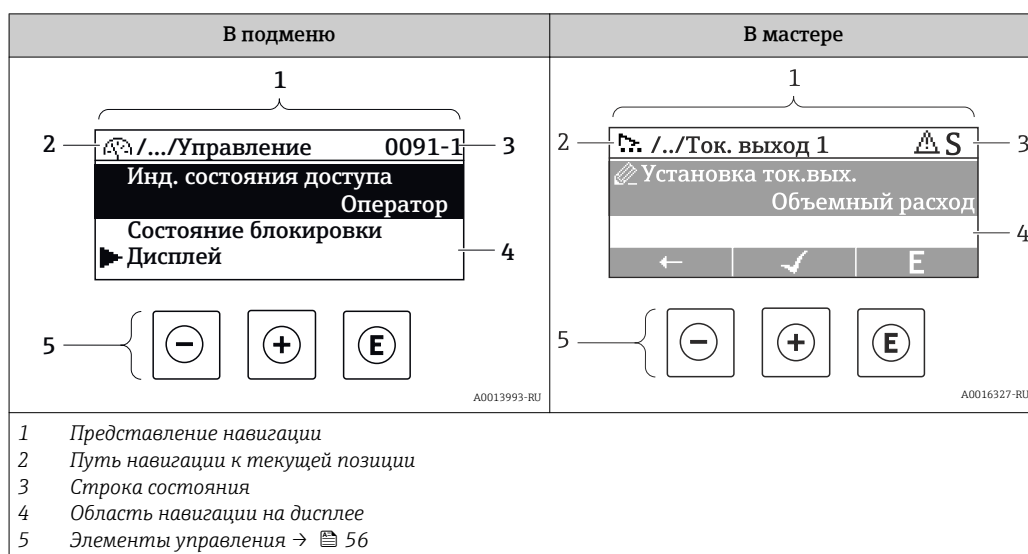 В подменю
В мастере
1
2
/.../Управление 0091-1
3
Инд. состояния доступа
Оператор
Состояние блокировки
Дисплей
4
5
E
A0013993-RU
1
2
/../Ток. выход 1 S
3
Установка ток.вых.
Объемный расход
4
E
5
E
A0016327-RU
1 Представление навигации
2 Путь навигации к текущей позиции
3 Строка состояния
4 Область навигации на дисплее
5 Элементы управления → 56